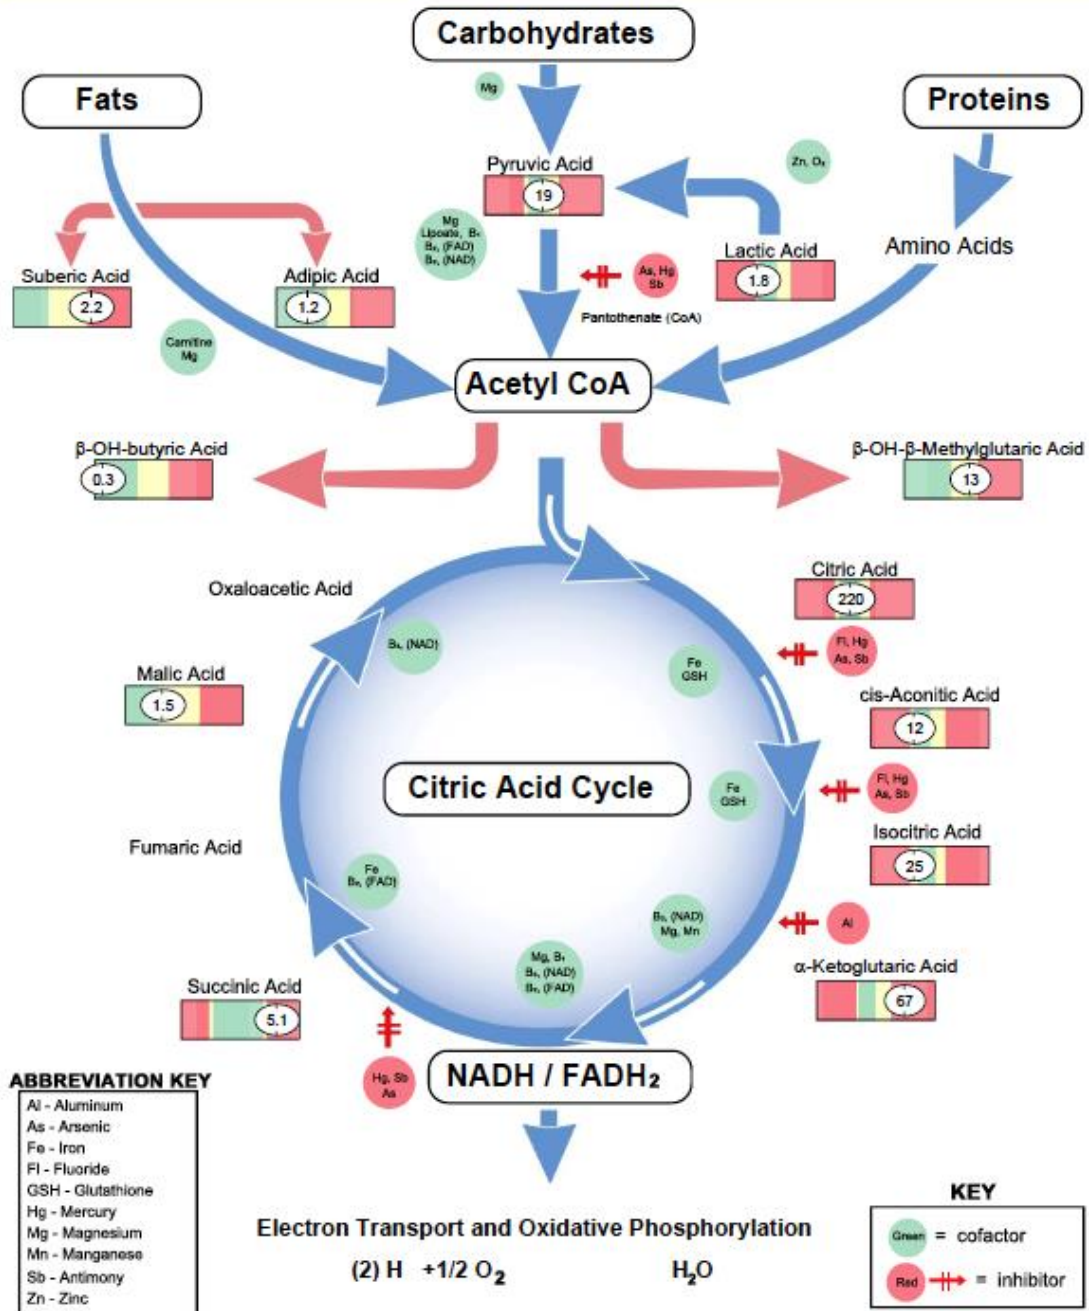 Carbohydrates
Fats
Proteins
Mg
Pyruvic Acid
19
Zn, O₂
Mg
Lipoate, B₁
B₂, (FAD)
B₃, (NAD)
Lactic Acid
1.8
Amino Acids
Suberic Acid
2.2
Adipic Acid
1.2
As, Hg
Sb
Pantothenate (CoA)
Carnitine
Mg
Acetyl CoA
β-OH-butyric Acid
0.3
β-OH-β-Methylglutaric Acid
13
Oxaloacetic Acid
Citric Acid
220
B₃, (NAD)
Fl, Hg
As, Sb
Fe
GSH
Malic Acid
1.5
cis-Aconitic Acid
12
Citric Acid Cycle
Fe
GSH
Fl, Hg
As, Sb
Fumaric Acid
Isocitric Acid
25
Fe
B₂, (FAD)
B₃, (NAD)
Mg, Mn
Al
Mg, B₁
B₃, (NAD)
B₂, (FAD)
α-Ketoglutaric Acid
67
Succinic Acid
5.1
Hg, Sb
As
NADH / FADH₂
ABBREVIATION KEY
Al - Aluminum
As - Arsenic
Fe - Iron
Fl - Fluoride
GSH - Glutathione
Hg - Mercury
Mg - Magnesium
Mn - Manganese
Sb - Antimony
Zn - Zinc
Electron Transport and Oxidative Phosphorylation
(2) H +1/2 O₂ H₂O
KEY
Green = cofactor
Red = inhibitor